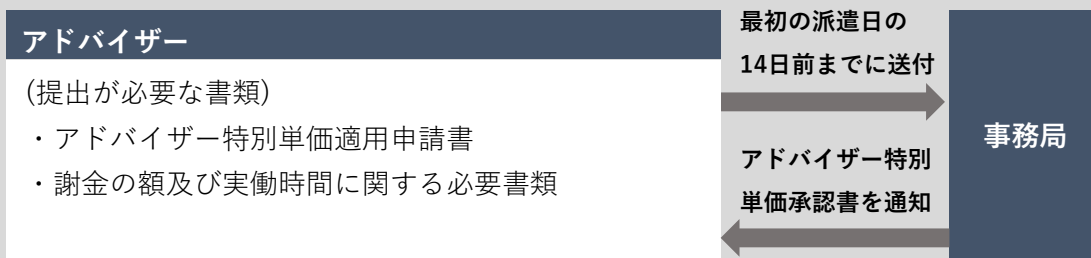 アドバイザー
(提出が必要な書類)
・アドバイザー特別単価適用申請書
・謝金の額及び実働時間に関する必要書類
最初の派遣日の
14日前までに送付
アドバイザー特別
単価承認書を通知
事務局